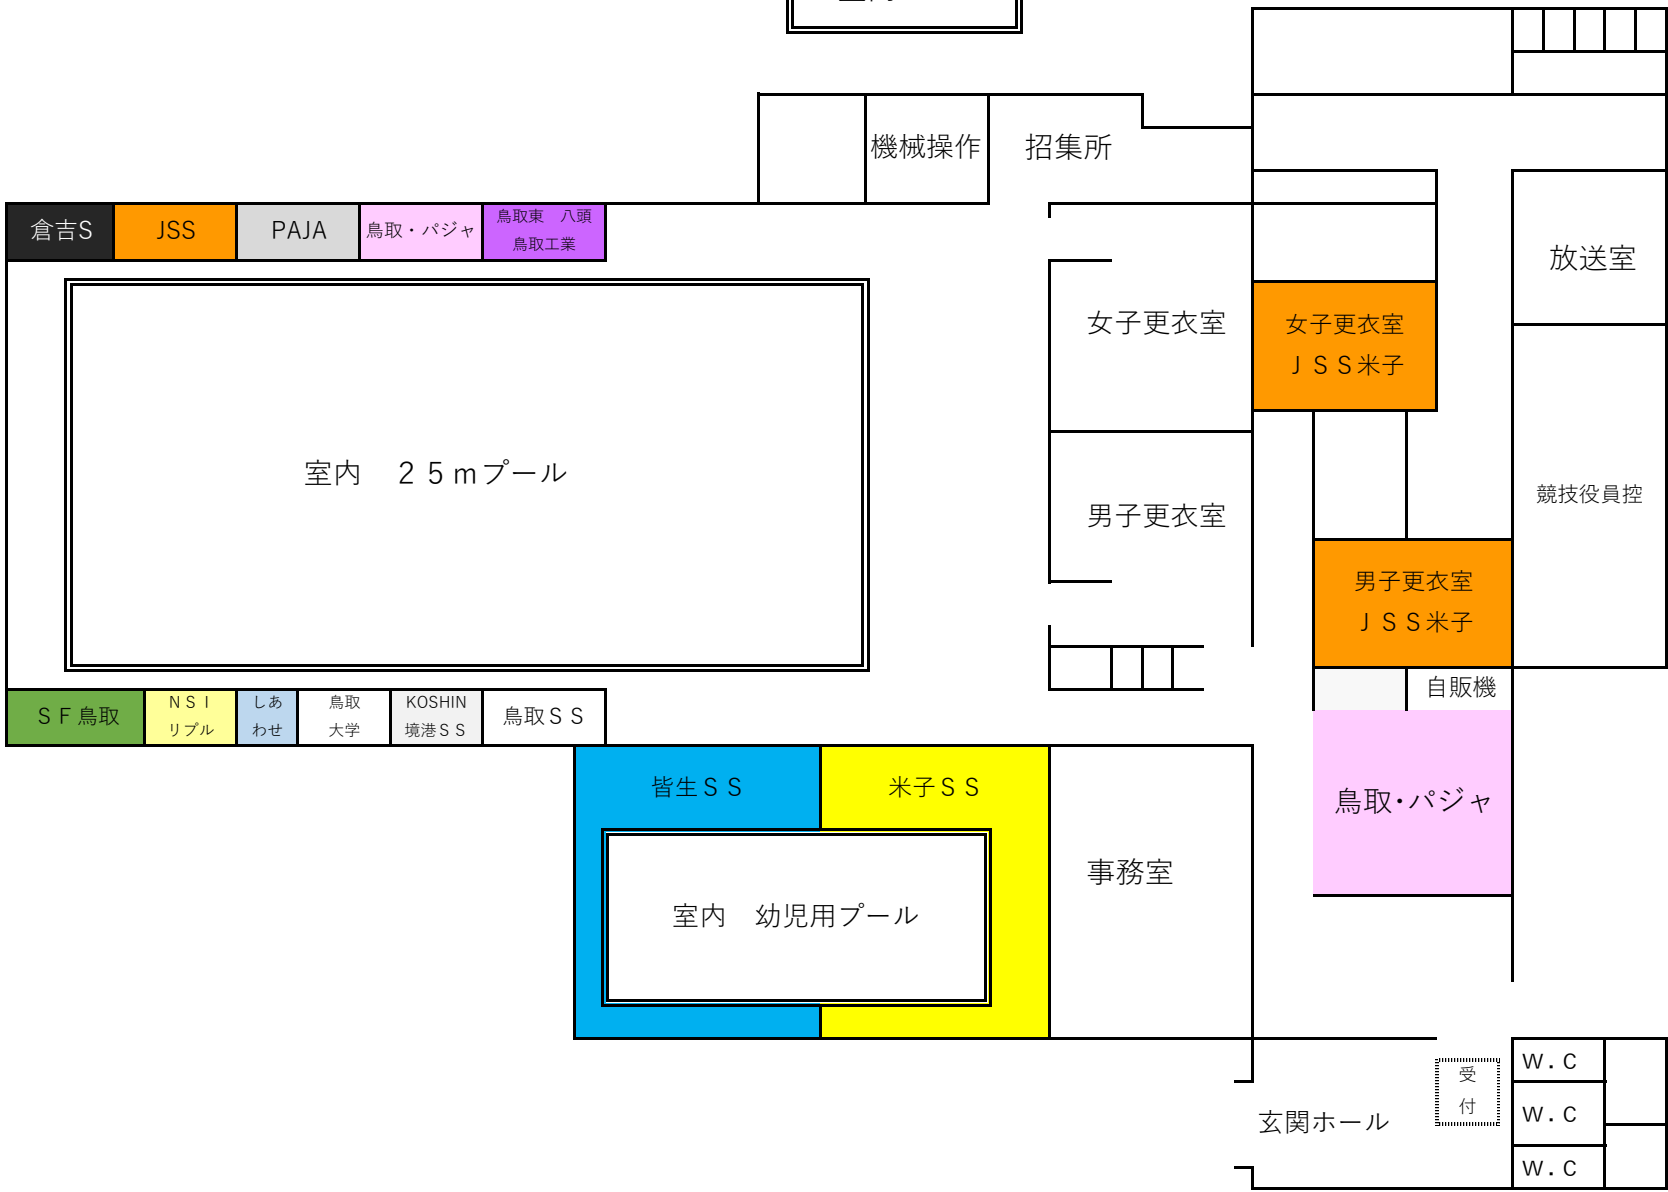 機械操作
招集所
倉吉S
JSS
PAJA
鳥取・パジャ
鳥取東　八頭
鳥取工業
放送室
女子更衣室
女子更衣室
ＪＳＳ米子
室内　２５ｍプール
競技役員控
男子更衣室
男子更衣室
ＪＳＳ米子
自販機
ＳＦ鳥取
ＮＳＩ
リプル
しあ
わせ
鳥取
大学
KOSHIN
境港ＳＳ
鳥取ＳＳ
皆生ＳＳ
米子ＳＳ
鳥取・パジャ
事務室
室内　幼児用プール
受
付
玄関ホール
W.C
W.C
W.C